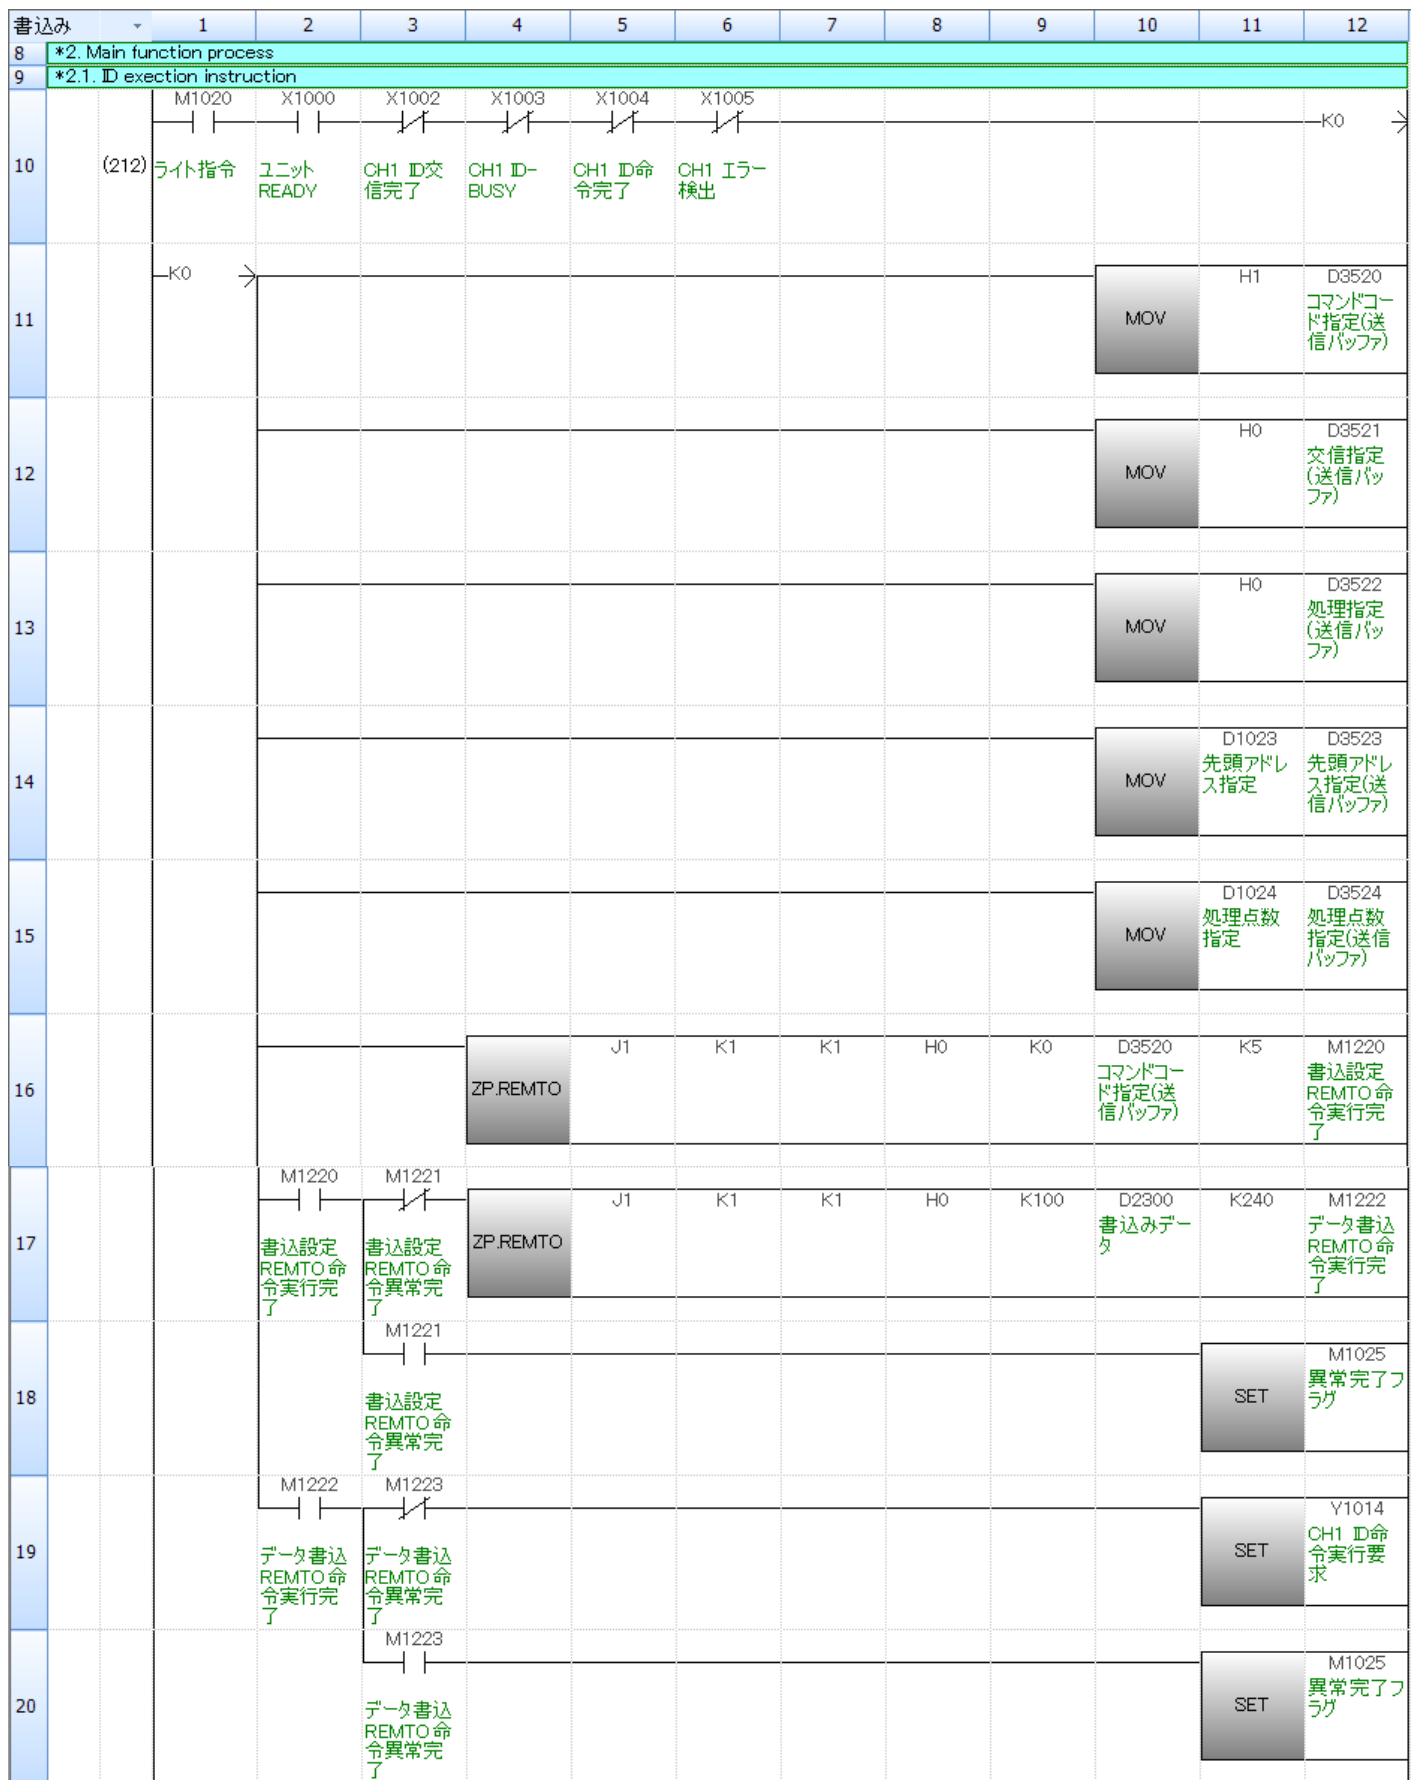 書込み 1 2 3 4 5 6 7 8 9 10 11 12
8 *2. Main function process
9 *2.1. ID exection instruction
M1020 X1000 X1002 X1003 X1004 X1005
K0
10 (212) ライト指令 ユニット CH1 ID交 CH1 ID- CH1 ID命 CH1 エラー
READY 信完了 BUSY 令完了 検出
K0 H1 D3520
11 MOV コマンドコー
ド指定(送
信バッファ)
H0 D3521
12 MOV 交信指定
(送信バッ
ファ)
H0 D3522
13 MOV 処理指定
(送信バッ
ファ)
D1023 D3523
14 MOV 先頭アドレ 先頭アドレ
ス指定 ス指定(送
信バッファ)
D1024 D3524
15 MOV 処理点数 処理点数
指定 指定(送信
バッファ)
J1 K1 K1 H0 K0 D3520 K5 M1220
16 ZP.REMTO コマンドコー 書込設定
ド指定(送 REMTO命
信バッファ) 令実行完
了
M1220 M1221
J1 K1 K1 H0 K100 D2300 K240 M1222
17 ZP.REMTO 書込みデー データ書込
タ REMTO命
令実行完
了
書込設定 書込設定
REMTO命 REMTO命
令実行完 令異常完
了 了
M1221
M1025
18 SET 異常完了フ
ラグ
書込設定
REMTO命
令異常完
了
M1222 M1223
Y1014
19 SET CH1 ID命
令実行要
求
データ書込 データ書込
REMTO命 REMTO命
令実行完 令異常完
了 了
M1223
M1025
20 SET 異常完了フ
ラグ
データ書込
REMTO命
令異常完
了